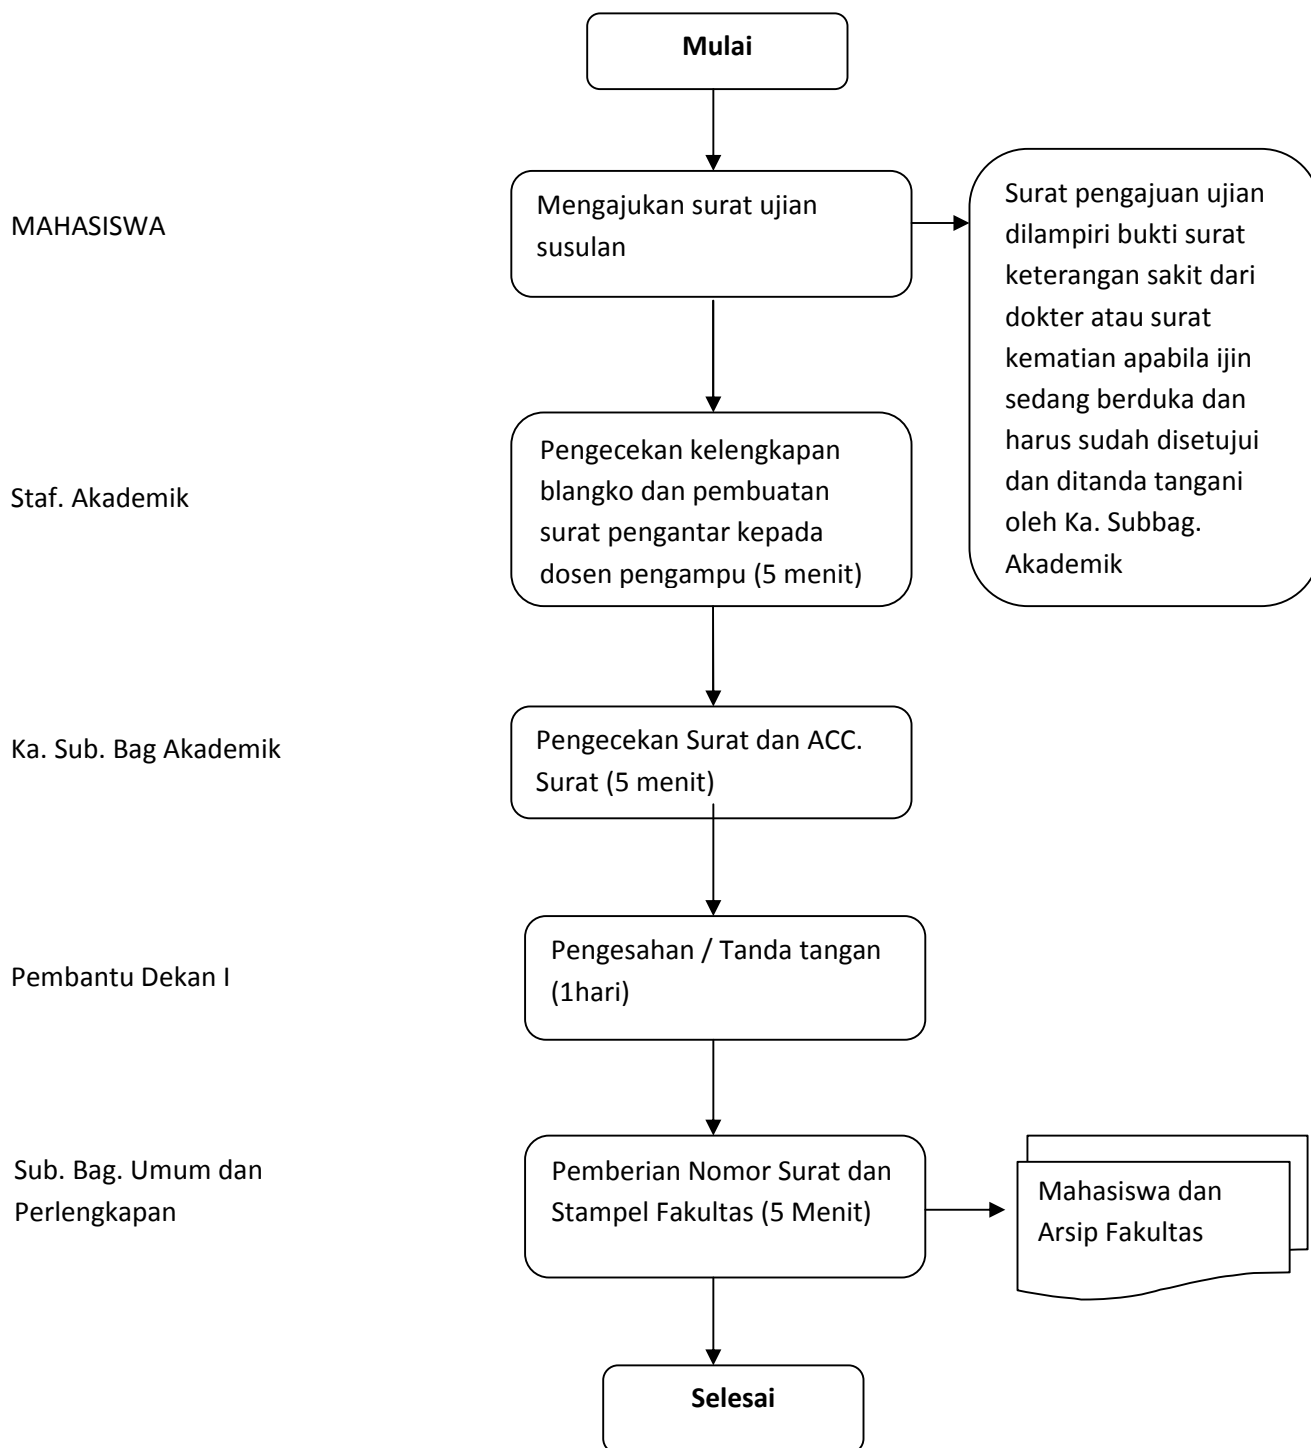 Mulai
MAHASISWA
Mengajukan surat ujian
susulan
Surat pengajuan ujian
dilampiri bukti surat
keterangan sakit dari
dokter atau surat
kematian apabila ijin
sedang berduka dan
harus sudah disetujui
dan ditanda tangani
oleh Ka. Subbag.
Akademik
Staf. Akademik
Pengecekan kelengkapan
blangko dan pembuatan
surat pengantar kepada
dosen pengampu (5 menit)
Ka. Sub. Bag Akademik
Pengecekan Surat dan ACC.
Surat (5 menit)
Pembantu Dekan I
Pengesahan / Tanda tangan
(1hari)
Sub. Bag. Umum dan
Perlengkapan
Pemberian Nomor Surat dan
Stampel Fakultas (5 Menit)
Mahasiswa dan
Arsip Fakultas
Selesai